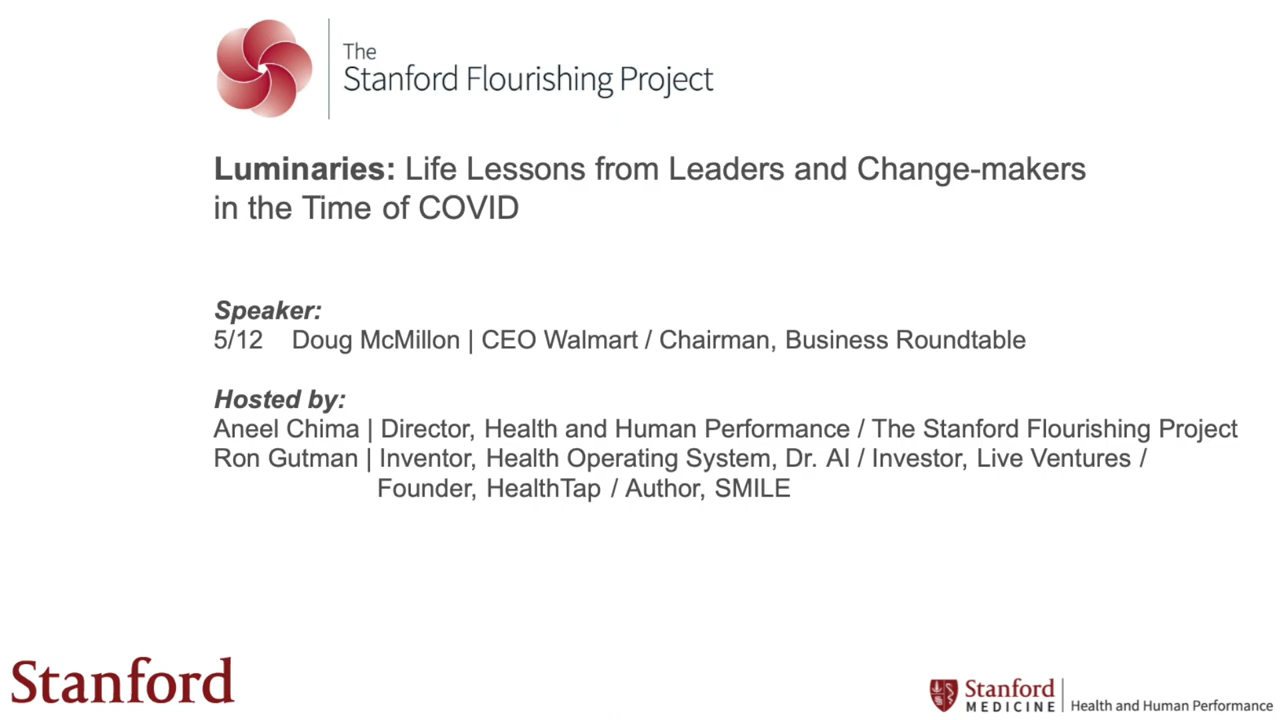 The
Stanford Flourishing Project
Luminaries: Life Lessons from Leaders and Change-makers
in the Time of COVID
Speaker:
5/12 Doug McMillon | CEO Walmart / Chairman, Business Roundtable
Hosted by:
Aneel Chima | Director, Health and Human Performance / The Stanford Flourishing Project
Ron Gutman | Inventor, Health Operating System, Dr. AI / Investor, Live Ventures /
Founder, HealthTap / Author, SMILE
Stanford
Stanford
MEDICINE
Health and Human Performance